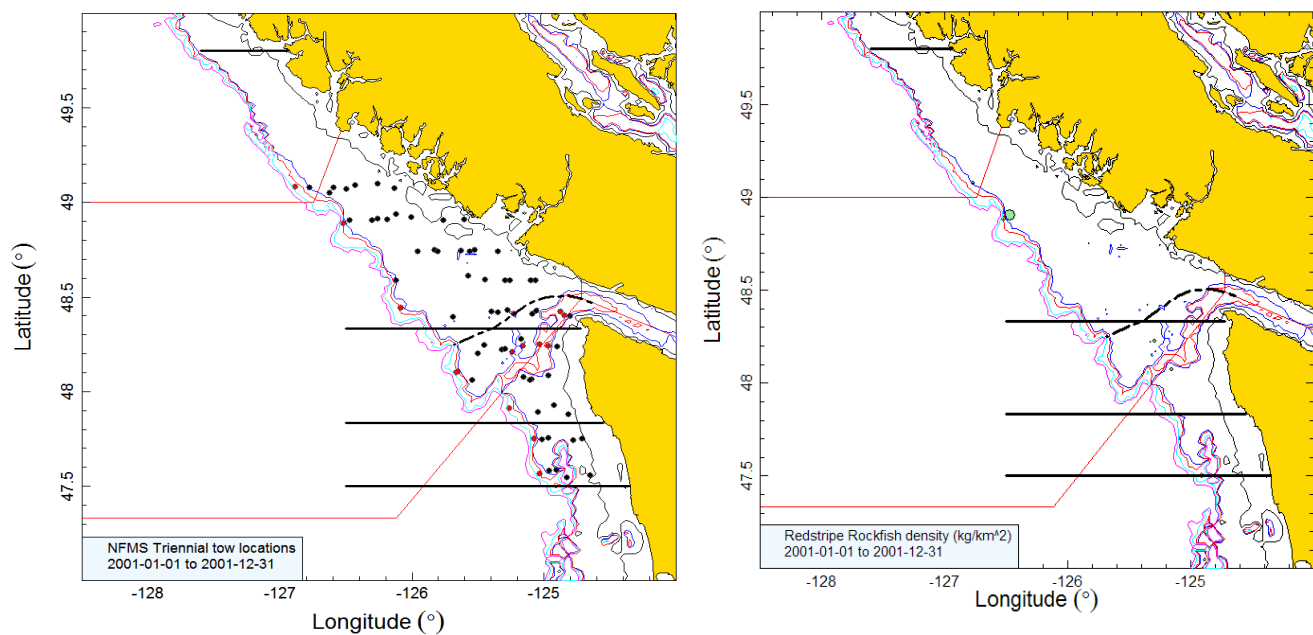 49.5
49
48.5
48
47.5
Latitude (°)
NFMS Triennial tow locations
2001-01-01 to 2001-12-31
-128
-127
-126
-125
Longitude (°)
49.5
49
48.5
48
47.5
Latitude (°)
Redstripe Rockfish density (kg/km^2)
2001-01-01 to 2001-12-31
-128
-127
-126
-125
Longitude (°)